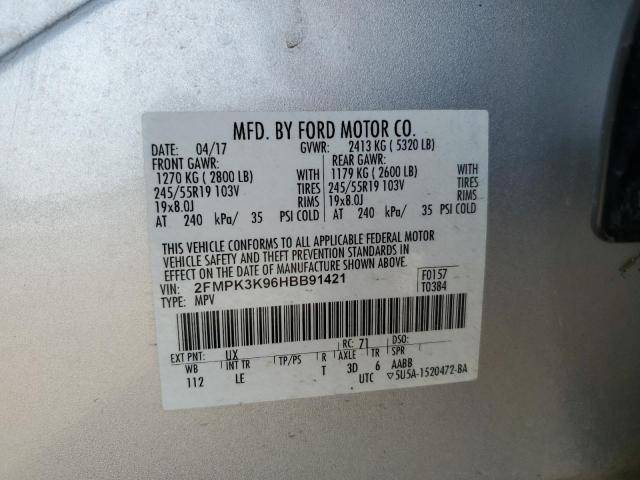 MFD. BY FORD MOTOR CO.
DATE: 04/17 GVWR: 2413 KG ( 5320 LB)
FRONT GAWR: REAR GAWR:
1270 KG ( 2800 LB) WITH 1179 KG ( 2600 LB) WITH
245/55R19 103V TIRES 245/55R19 103V TIRES
19x8.0J RIMS 19x8.0J RIMS
AT 240 kPa/ 35 PSI COLD AT 240 kPa/ 35 PSI COLD
THIS VEHICLE CONFORMS TO ALL APPLICABLE FEDERAL MOTOR
VEHICLE SAFETY AND THEFT PREVENTION STANDARDS IN
EFFECT ON THE DATE OF MANUFACTURE SHOWN ABOVE.
VIN: 2FMPK3K96HBB91421 F0157
TYPE: MPV T0384
EXT PNT: UX RC: 71 DSO:
WB INT TR TP/PS R AXLE TR SPR
112 LE T 3D 6 AABB
UTC ▽5U5A-1520472-BA